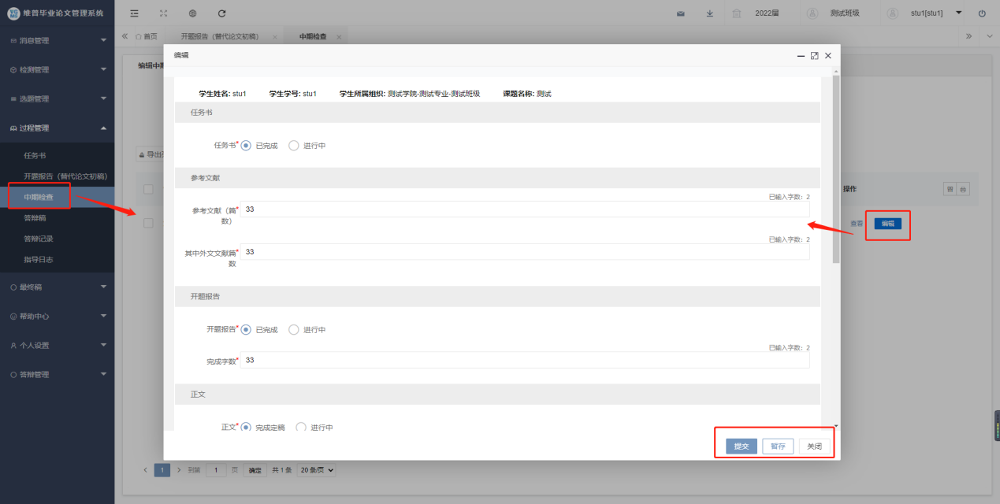 维普毕业论文管理系统
2022届 测试班级 stu1[stu1]
消息管理
检测管理
选题管理
过程管理
任务书
开题报告（替代论文初稿）
中期检查
答辩稿
答辩记录
指导日志
最终稿
帮助中心
个人设置
答辩管理
首页 开题报告（替代论文初稿） × 中期检查 ×
编辑中期
导出
操作
查看 编辑
编辑
学生姓名: stu1 学生学号: stu1 学生所属组织: 测试学院-测试专业-测试班级 课题名称: 测试
任务书
任务书* 已完成 进行中
参考文献
已输入字数: 2
参考文献（篇数）* 33
已输入字数: 2
其中外文文献篇数* 33
开题报告
开题报告* 已完成 进行中
已输入字数: 2
完成字数* 33
正文
正文* 完成定稿 进行中
提交 暂存 关闭
1 到第 1 页 确定 共 1 条 20 条/页